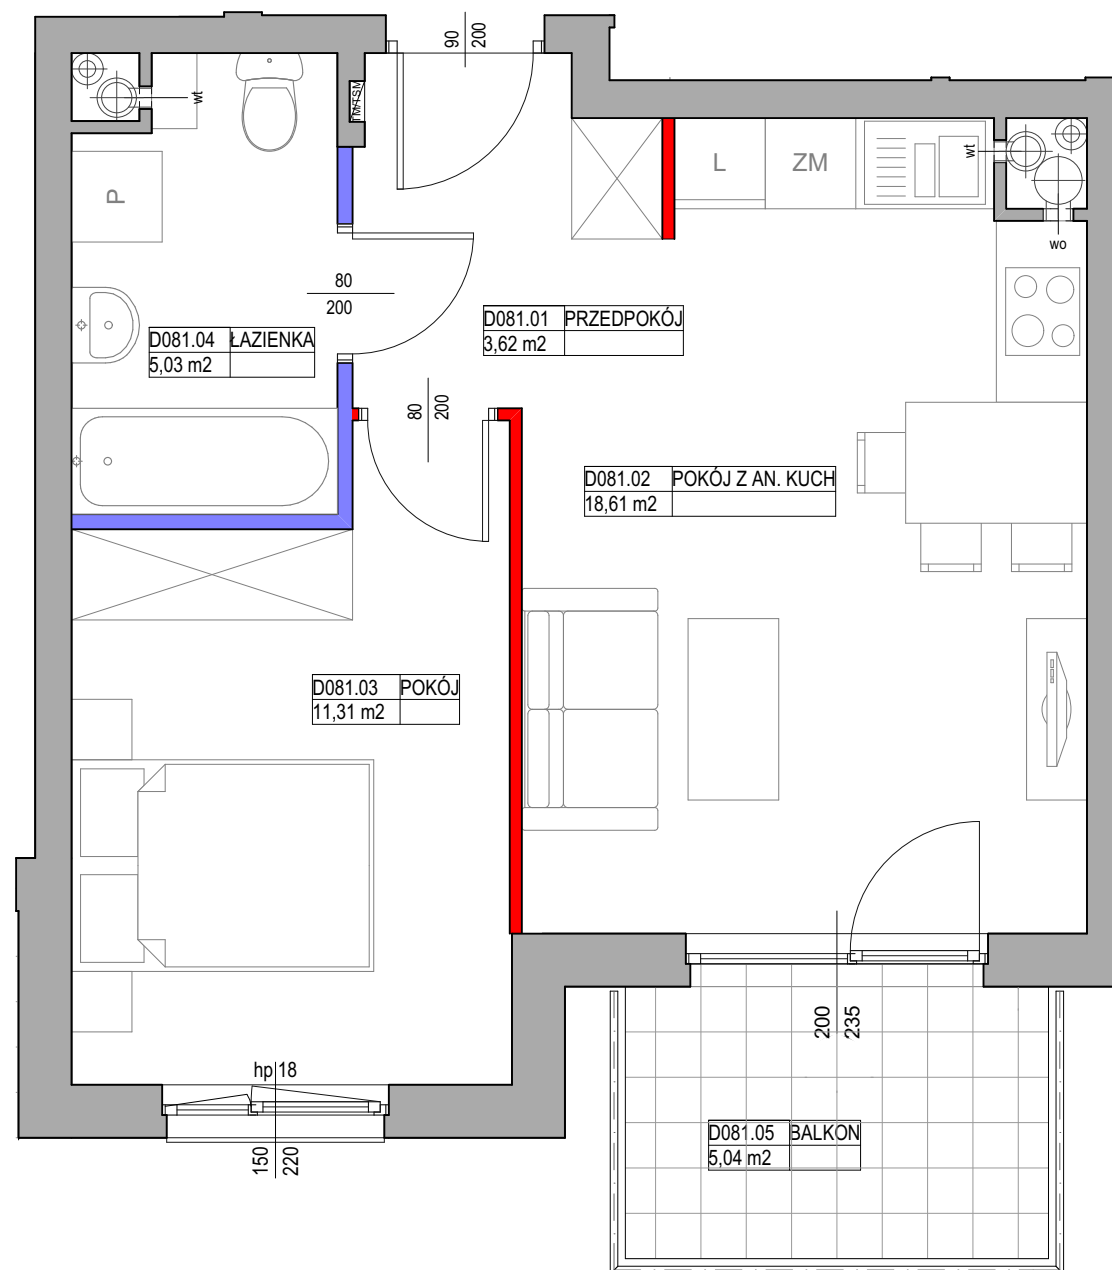 90
200
wt
TM/TSM
L
ZM
wt
P
wo
80
200
D081.01 PRZEDPOKÓJ
3,62 m2
D081.04 ŁAZIENKA
5,03 m2
80
200
D081.02 POKÓJ Z AN. KUCH
18,61 m2
D081.03 POKÓJ
11,31 m2
200
235
hp 18
150
220
D081.05 BALKON
5,04 m2